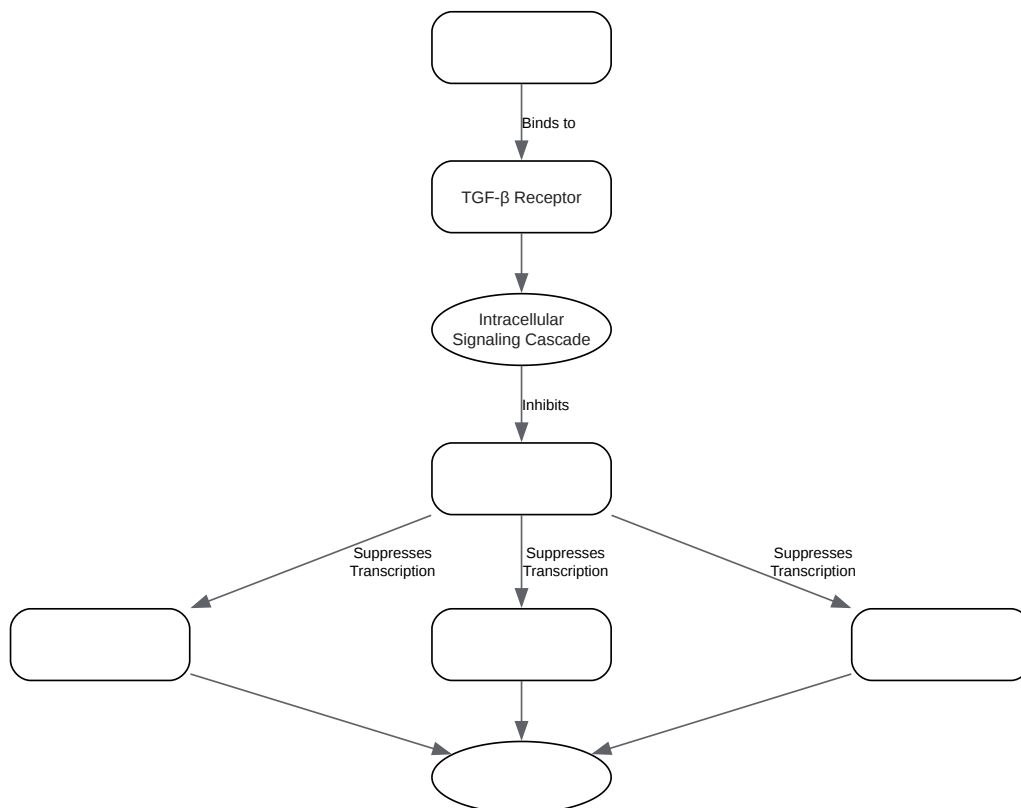 Binds to
TGF-β Receptor
Intracellular
Signaling Cascade
Inhibits
Suppresses
Transcription
Suppresses
Transcription
Suppresses
Transcription